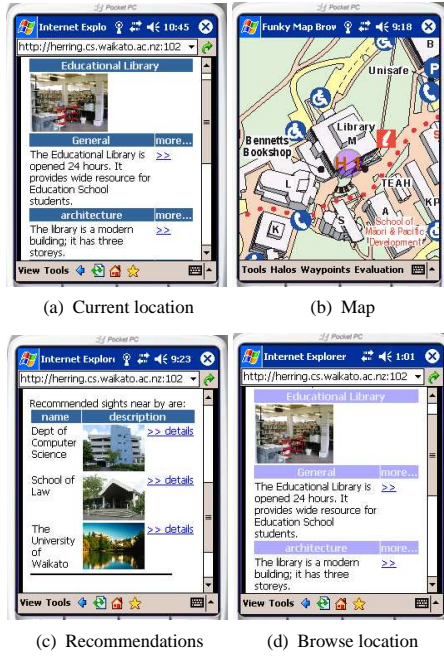 Pocket PC
Internet Explo 10:45
http://herring.cs.waikato.ac.nz:102
Educational Library
General more...
The Educational Library is >>
opened 24 hours. It
provides wide resource for
Education School
students.
architecture more...
The library is a modern >>
building; it has three
storeys.
View Tools
(a) Current location
Pocket PC
Funky Map Brow 9:18
B
Unisafe
P
Library
M
Bennetts
Bookshop
H 1
L
TEAH
KP
S
A
K
School of
Māori & Pacific
Development
Tools Halos Waypoints Evaluation
(b) Map
Pocket PC
Internet Explori 9:23
http://herring.cs.waikato.ac.nz:102
Recommended sights near by are:
name description
Dept of >> details
Computer
Science
School of >> details
Law
The >> details
University
of
Waikato
View Tools
(c) Recommendations
Pocket PC
Internet Explorer 1:01
http://herring.cs.waikato.ac.nz:102
Educational Library
General more...
The Educational Library is >>
opened 24 hours. It
provides wide resource for
Education School
students.
architecture more...
The library is a modern >>
building; it has three
storeys.
View Tools
(d) Browse location